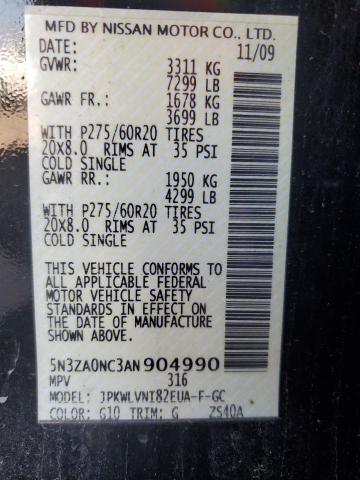 MFD BY NISSAN MOTOR CO., LTD.
DATE: 11/09
GVWR: 3311 KG
7299 LB
GAWR FR.: 1678 KG
3699 LB
WITH P275/60R20 TIRES
20X8.0 RIMS AT 35 PSI
COLD SINGLE
GAWR RR.: 1950 KG
4299 LB
WITH P275/60R20 TIRES
20X8.0 RIMS AT 35 PSI
COLD SINGLE
THIS VEHICLE CONFORMS TO
ALL APPLICABLE FEDERAL
MOTOR VEHICLE SAFETY
STANDARDS IN EFFECT ON
THE DATE OF MANUFACTURE
SHOWN ABOVE.
5N3ZA0NC3AN904990
MPV 316
MODEL: JPKWLVNT82EUA-F-GC
COLOR: G10 TRIM: G ZS40A